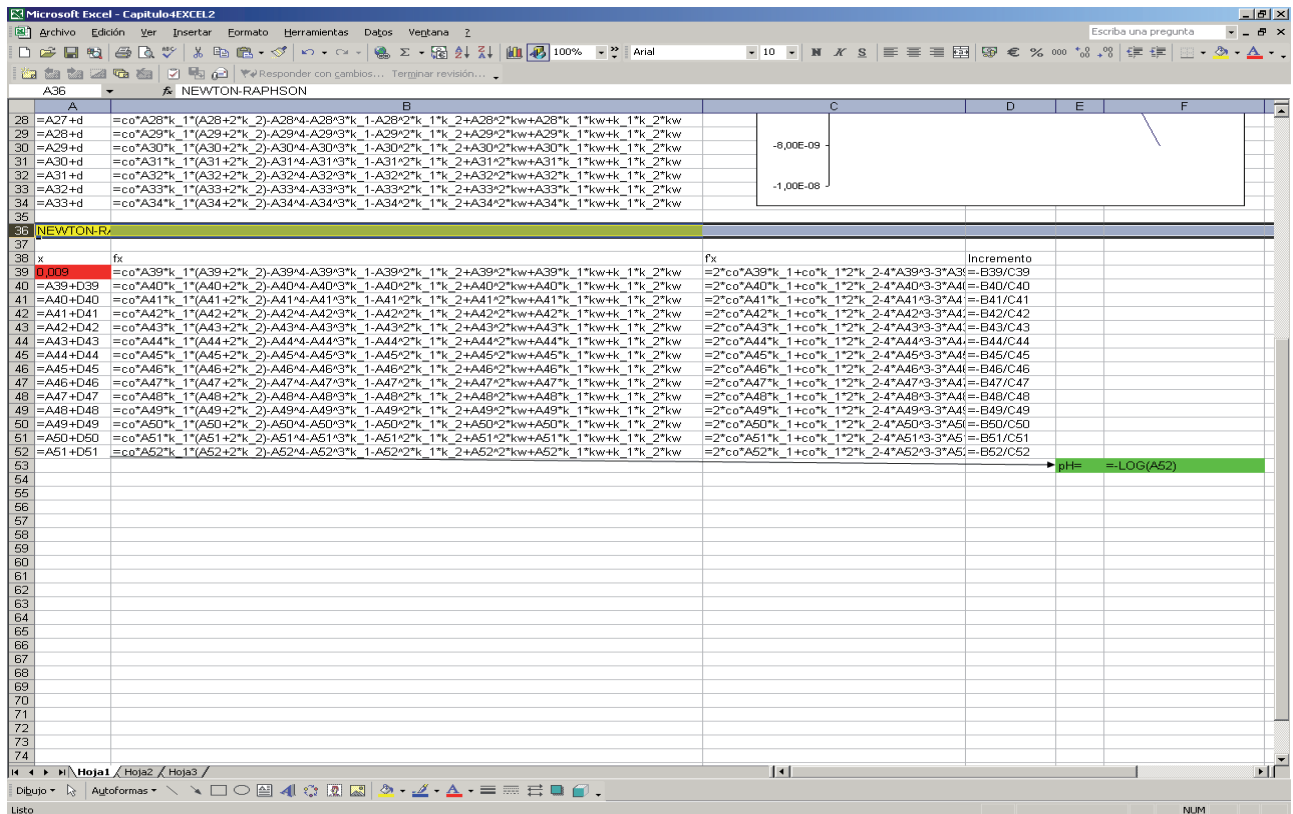 Microsoft Excel - Capitulo4EXCEL2
Archivo Edición Ver Insertar Formato Herramientas Datos Ventana ?
Escriba una pregunta
100% Arial 10 N K S € % 000
Responder con cambios... Terminar revisión...
A36 fx NEWTON-RAPHSON
A B C D E F
28 =A27+d =co*A28*k_1*(A28+2*k_2)-A28^4-A28^3*k_1-A28^2*k_1*k_2+A28^2*kw+A28*k_1*kw+k_1*k_2*kw
29 =A28+d =co*A29*k_1*(A29+2*k_2)-A29^4-A29^3*k_1-A29^2*k_1*k_2+A29^2*kw+A29*k_1*kw+k_1*k_2*kw
30 =A29+d =co*A30*k_1*(A30+2*k_2)-A30^4-A30^3*k_1-A30^2*k_1*k_2+A30^2*kw+A30*k_1*kw+k_1*k_2*kw
-8,00E-09
31 =A30+d =co*A31*k_1*(A31+2*k_2)-A31^4-A31^3*k_1-A31^2*k_1*k_2+A31^2*kw+A31*k_1*kw+k_1*k_2*kw
32 =A31+d =co*A32*k_1*(A32+2*k_2)-A32^4-A32^3*k_1-A32^2*k_1*k_2+A32^2*kw+A32*k_1*kw+k_1*k_2*kw
33 =A32+d =co*A33*k_1*(A33+2*k_2)-A33^4-A33^3*k_1-A33^2*k_1*k_2+A33^2*kw+A33*k_1*kw+k_1*k_2*kw
-1,00E-08
34 =A33+d =co*A34*k_1*(A34+2*k_2)-A34^4-A34^3*k_1-A34^2*k_1*k_2+A34^2*kw+A34*k_1*kw+k_1*k_2*kw
35
36 NEWTON-RA
37
38 x fx f'x Incremento
39 0,009 =co*A39*k_1*(A39+2*k_2)-A39^4-A39^3*k_1-A39^2*k_1*k_2+A39^2*kw+A39*k_1*kw+k_1*k_2*kw =2*co*A39*k_1+co*k_1*2*k_2-4*A39^3-3*A39 =-B39/C39
40 =A39+D39 =co*A40*k_1*(A40+2*k_2)-A40^4-A40^3*k_1-A40^2*k_1*k_2+A40^2*kw+A40*k_1*kw+k_1*k_2*kw =2*co*A40*k_1+co*k_1*2*k_2-4*A40^3-3*A40 =-B40/C40
41 =A40+D40 =co*A41*k_1*(A41+2*k_2)-A41^4-A41^3*k_1-A41^2*k_1*k_2+A41^2*kw+A41*k_1*kw+k_1*k_2*kw =2*co*A41*k_1+co*k_1*2*k_2-4*A41^3-3*A41 =-B41/C41
42 =A41+D41 =co*A42*k_1*(A42+2*k_2)-A42^4-A42^3*k_1-A42^2*k_1*k_2+A42^2*kw+A42*k_1*kw+k_1*k_2*kw =2*co*A42*k_1+co*k_1*2*k_2-4*A42^3-3*A42 =-B42/C42
43 =A42+D42 =co*A43*k_1*(A43+2*k_2)-A43^4-A43^3*k_1-A43^2*k_1*k_2+A43^2*kw+A43*k_1*kw+k_1*k_2*kw =2*co*A43*k_1+co*k_1*2*k_2-4*A43^3-3*A43 =-B43/C43
44 =A43+D43 =co*A44*k_1*(A44+2*k_2)-A44^4-A44^3*k_1-A44^2*k_1*k_2+A44^2*kw+A44*k_1*kw+k_1*k_2*kw =2*co*A44*k_1+co*k_1*2*k_2-4*A44^3-3*A44 =-B44/C44
45 =A44+D44 =co*A45*k_1*(A45+2*k_2)-A45^4-A45^3*k_1-A45^2*k_1*k_2+A45^2*kw+A45*k_1*kw+k_1*k_2*kw =2*co*A45*k_1+co*k_1*2*k_2-4*A45^3-3*A45 =-B45/C45
46 =A45+D45 =co*A46*k_1*(A46+2*k_2)-A46^4-A46^3*k_1-A46^2*k_1*k_2+A46^2*kw+A46*k_1*kw+k_1*k_2*kw =2*co*A46*k_1+co*k_1*2*k_2-4*A46^3-3*A46 =-B46/C46
47 =A46+D46 =co*A47*k_1*(A47+2*k_2)-A47^4-A47^3*k_1-A47^2*k_1*k_2+A47^2*kw+A47*k_1*kw+k_1*k_2*kw =2*co*A47*k_1+co*k_1*2*k_2-4*A47^3-3*A47 =-B47/C47
48 =A47+D47 =co*A48*k_1*(A48+2*k_2)-A48^4-A48^3*k_1-A48^2*k_1*k_2+A48^2*kw+A48*k_1*kw+k_1*k_2*kw =2*co*A48*k_1+co*k_1*2*k_2-4*A48^3-3*A48 =-B48/C48
49 =A48+D48 =co*A49*k_1*(A49+2*k_2)-A49^4-A49^3*k_1-A49^2*k_1*k_2+A49^2*kw+A49*k_1*kw+k_1*k_2*kw =2*co*A49*k_1+co*k_1*2*k_2-4*A49^3-3*A49 =-B49/C49
50 =A49+D49 =co*A50*k_1*(A50+2*k_2)-A50^4-A50^3*k_1-A50^2*k_1*k_2+A50^2*kw+A50*k_1*kw+k_1*k_2*kw =2*co*A50*k_1+co*k_1*2*k_2-4*A50^3-3*A50 =-B50/C50
51 =A50+D50 =co*A51*k_1*(A51+2*k_2)-A51^4-A51^3*k_1-A51^2*k_1*k_2+A51^2*kw+A51*k_1*kw+k_1*k_2*kw =2*co*A51*k_1+co*k_1*2*k_2-4*A51^3-3*A5 =-B51/C51
52 =A51+D51 =co*A52*k_1*(A52+2*k_2)-A52^4-A52^3*k_1-A52^2*k_1*k_2+A52^2*kw+A52*k_1*kw+k_1*k_2*kw =2*co*A52*k_1+co*k_1*2*k_2-4*A52^3-3*A52 =-B52/C52
53 pH= =-LOG(A52)
54
55
56
57
58
59
60
61
62
63
64
65
66
67
68
69
70
71
72
73
74
Hoja1 Hoja2 Hoja3
Dibujo Autoformas
Listo NUM